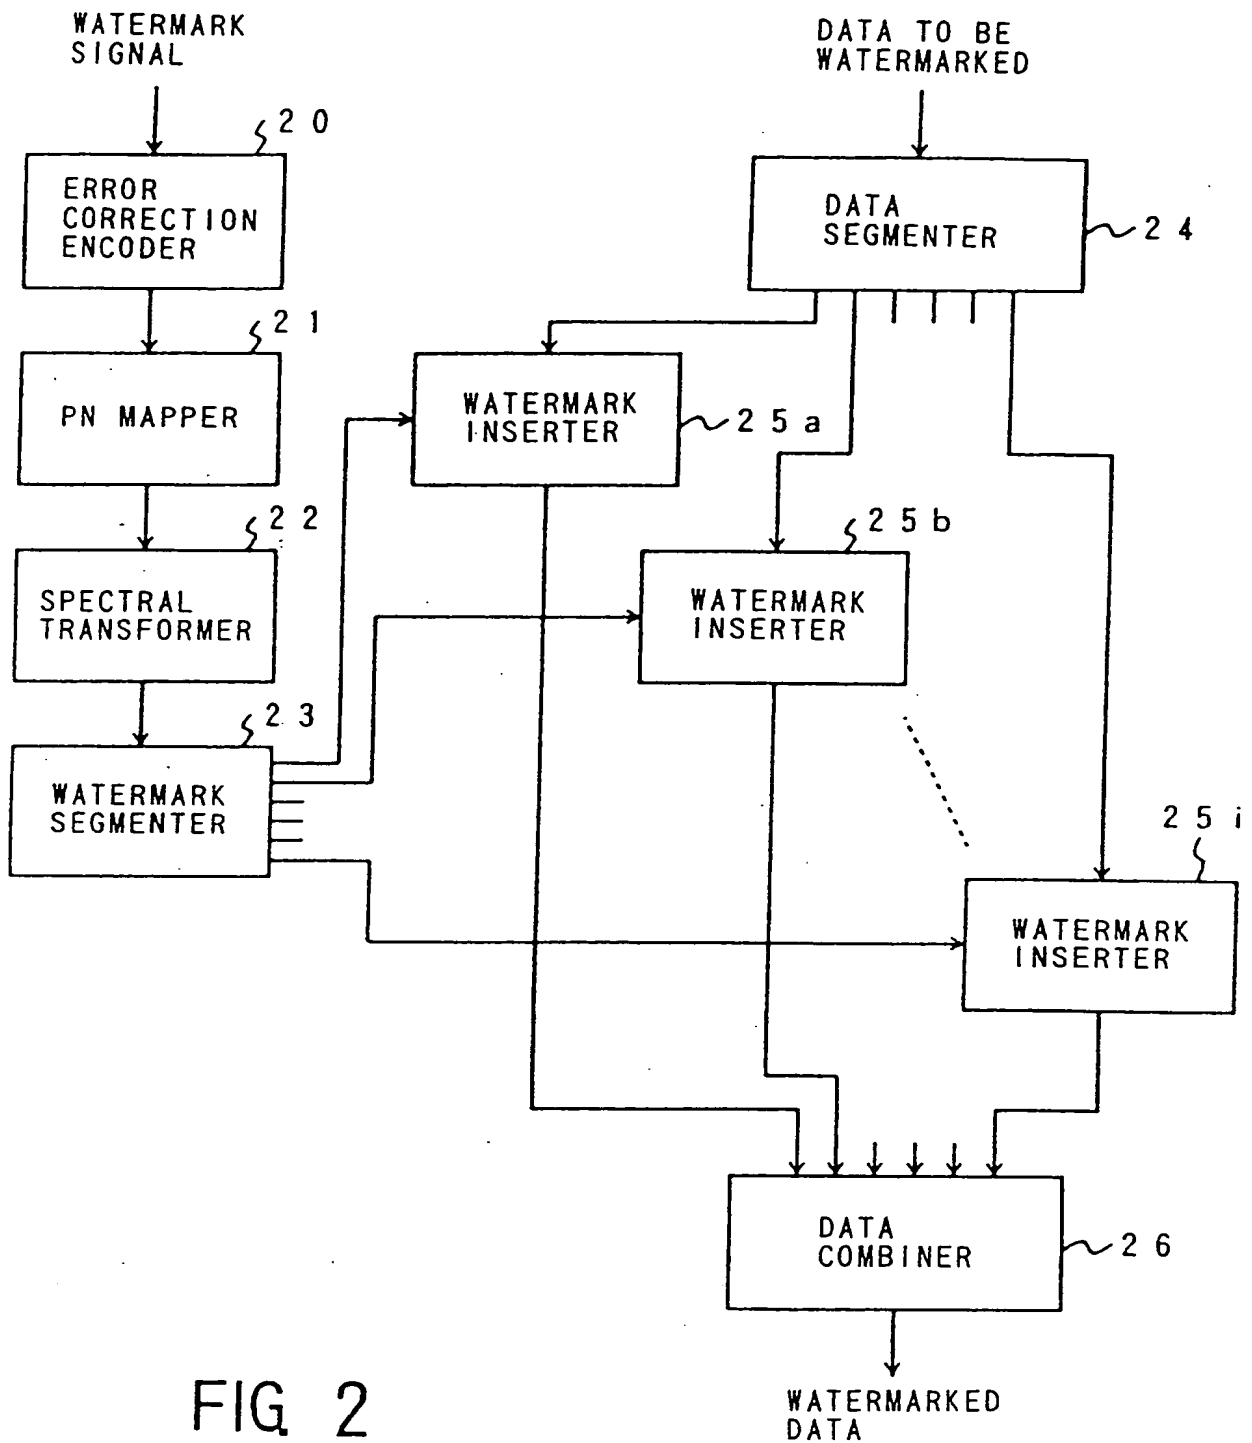 WATERMARK
SIGNAL
DATA TO BE
WATERMARKED
20
ERROR
CORRECTION
ENCODER
DATA
SEGMENTER
24
21
PN MAPPER
WATERMARK
INSERTER
25a
22
SPECTRAL
TRANSFORMER
25b
WATERMARK
INSERTER
23
WATERMARK
SEGMENTER
25i
WATERMARK
INSERTER
DATA
COMBINER
26
WATERMARKED
DATA
FIG. 2